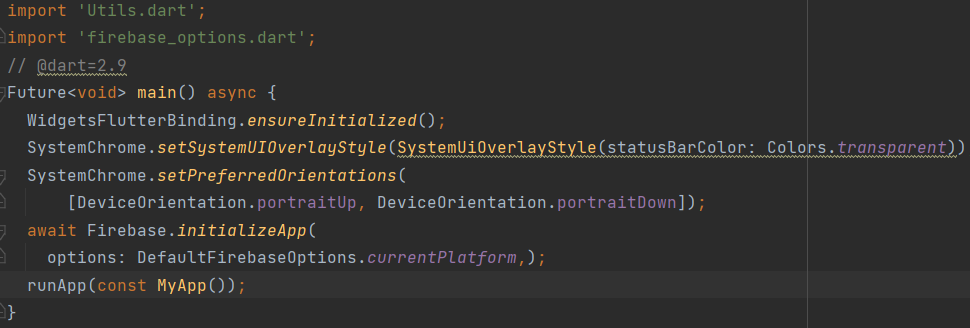 import 'Utils.dart';
import 'firebase_options.dart';
// @dart=2.9
Future<void> main() async {
  WidgetsFlutterBinding.ensureInitialized();
  SystemChrome.setSystemUIOverlayStyle(SystemUiOverlayStyle(statusBarColor: Colors.transparent))
  SystemChrome.setPreferredOrientations(
      [DeviceOrientation.portraitUp, DeviceOrientation.portraitDown]);
  await Firebase.initializeApp(
    options: DefaultFirebaseOptions.currentPlatform,);
  runApp(const MyApp());
}